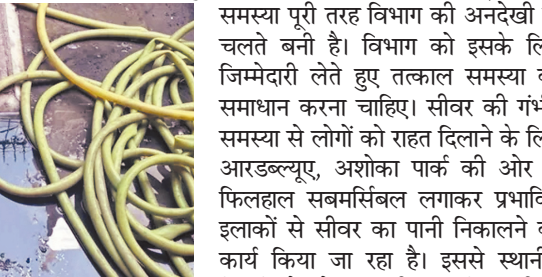 समस्या पूरी तरह विभाग की अनदेखी
चलते बनी है। विभाग को इसके
जिम्मेदारी लेते हुए तत्काल समस्या
समाधान करना चाहिए। सीवर की
समस्या से लोगों को राहत दिलाने के
आरडब्ल्यूए, अशोका पार्क की ओर
फिलहाल सबमर्सिबल लगाकर
इलाकों से सीवर का पानी निकालने
कार्य किया जा रहा है। इससे